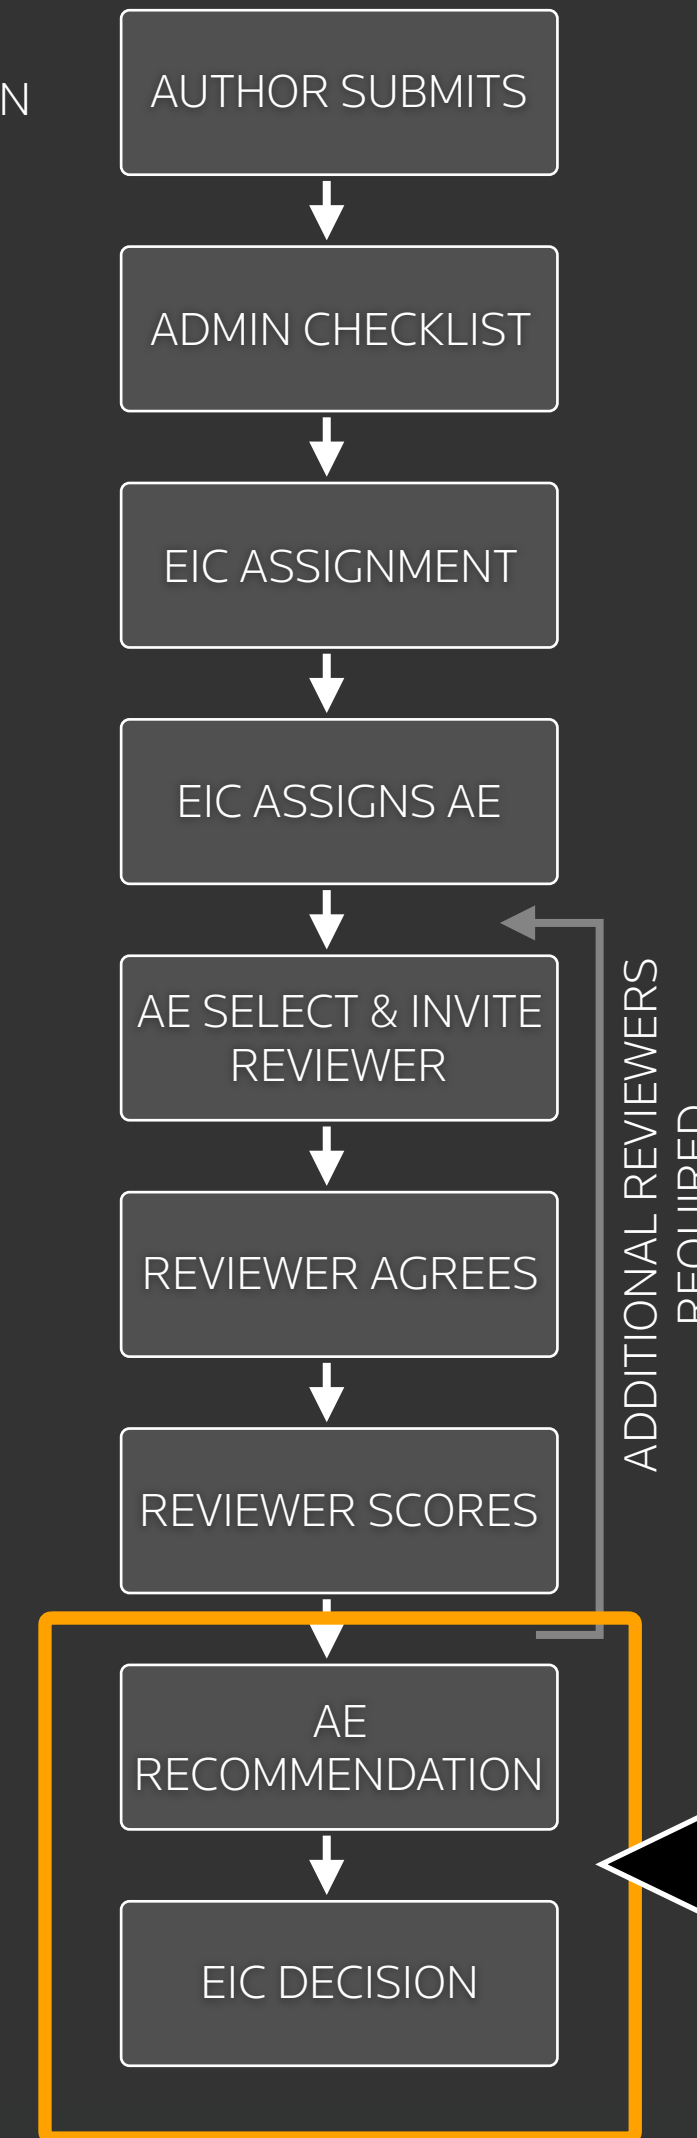 N
AUTHOR SUBMITS
ADMIN CHECKLIST
EIC ASSIGNMENT
EIC ASSIGNS AE
AE SELECT & INVITE
REVIEWER
ADDITIONAL REVIEWERS
REQUIRED
REVIEWER AGREES
REVIEWER SCORES
AE
RECOMMENDATION
EIC DECISION